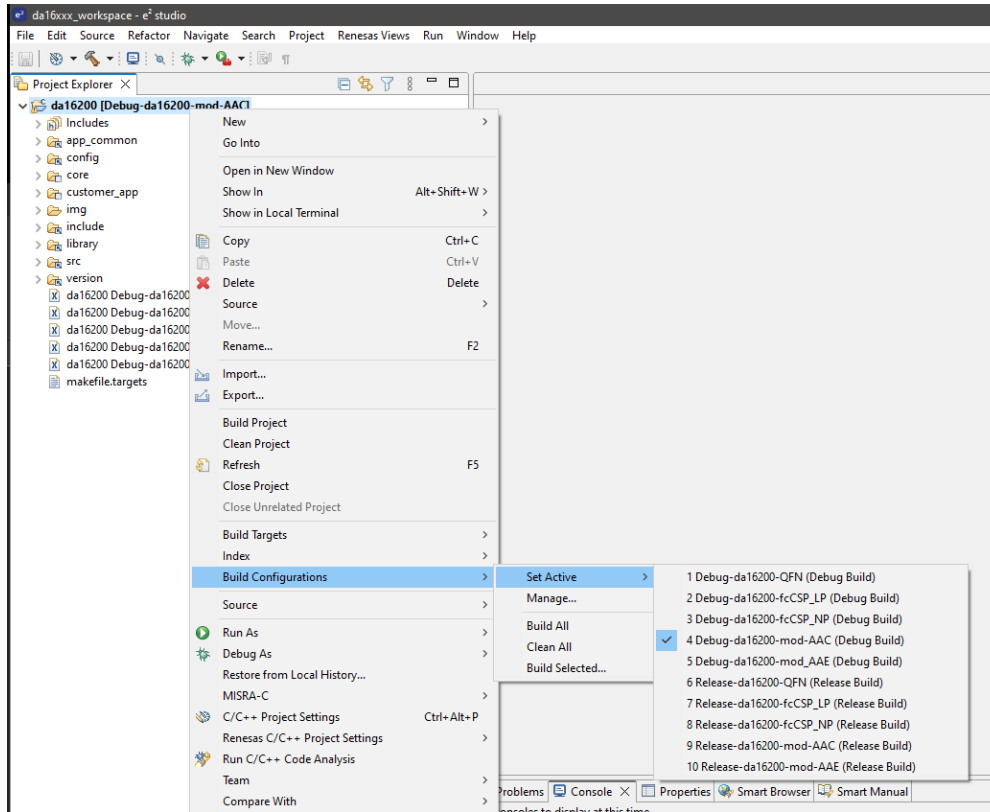 da16xxx_workspace - e² studio
File Edit Source Refactor Navigate Search Project Renesas Views Run Window Help
Project Explorer
da16200 [Debug-da16200-mod-AAC]
Includes
app_common
config
core
customer_app
img
include
library
src
version
da16200 Debug-da16200
da16200 Debug-da16200
da16200 Debug-da16200
da16200 Debug-da16200
da16200 Debug-da16200
makefile.targets
New
Go Into
Open in New Window
Show In Alt+Shift+W >
Show in Local Terminal
Copy Ctrl+C
Paste Ctrl+V
Delete Delete
Source
Move...
Rename... F2
Import...
Export...
Build Project
Clean Project
Refresh F5
Close Project
Close Unrelated Project
Build Targets
Index
Build Configurations
Source
Run As
Debug As
Restore from Local History...
MISRA-C
C/C++ Project Settings Ctrl+Alt+P
Renesas C/C++ Project Settings
Run C/C++ Code Analysis
Team
Compare With
Set Active
Manage...
Build All
Clean All
Build Selected...
1 Debug-da16200-QFN (Debug Build)
2 Debug-da16200-fcCSP_LP (Debug Build)
3 Debug-da16200-fcCSP_NP (Debug Build)
4 Debug-da16200-mod-AAC (Debug Build)
5 Debug-da16200-mod_AAE (Debug Build)
6 Release-da16200-QFN (Release Build)
7 Release-da16200-fcCSP_LP (Release Build)
8 Release-da16200-fcCSP_NP (Release Build)
9 Release-da16200-mod-AAC (Release Build)
10 Release-da16200-mod-AAE (Release Build)
Problems Console Properties Smart Browser Smart Manual
onsoles to display at this time.